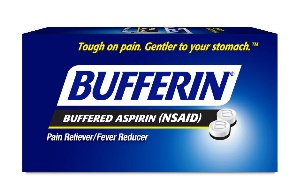 Tough on pain. Gentler to your stomach.™
BUFFERIN®
BUFFERED ASPIRIN (NSAID)
Pain Reliever/Fever Reducer